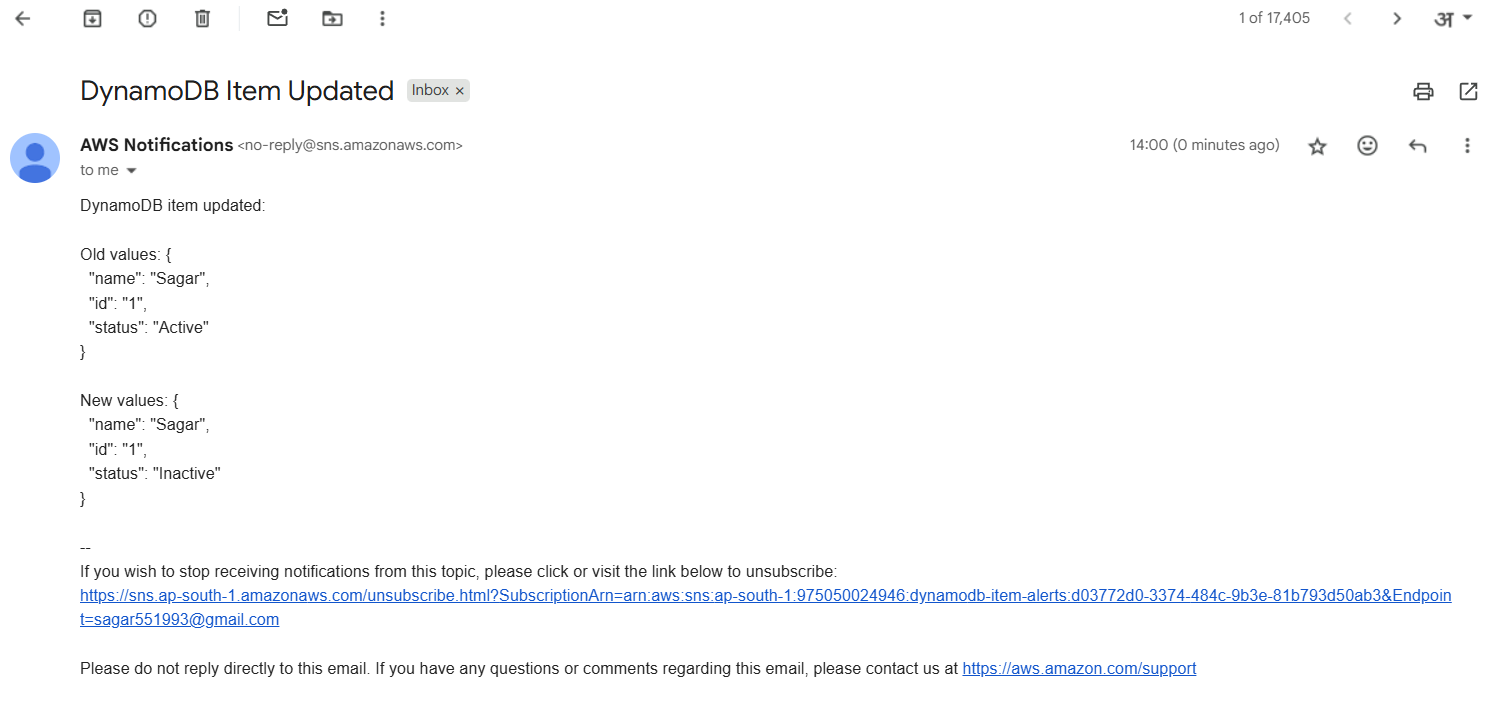 1 of 17,405
अ
DynamoDB Item Updated Inbox ×
AWS Notifications <no-reply@sns.amazonaws.com> 14:00 (0 minutes ago)
to me
DynamoDB item updated:
Old values: {
"name": "Sagar",
"id": "1",
"status": "Active"
}
New values: {
"name": "Sagar",
"id": "1",
"status": "Inactive"
}
--
If you wish to stop receiving notifications from this topic, please click or visit the link below to unsubscribe:
https://sns.ap-south-1.amazonaws.com/unsubscribe.html?SubscriptionArn=arn:aws:sns:ap-south-1:975050024946:dynamodb-item-alerts:d03772d0-3374-484c-9b3e-81b793d50ab3&Endpoin
t=sagar551993@gmail.com
Please do not reply directly to this email. If you have any questions or comments regarding this email, please contact us at https://aws.amazon.com/support